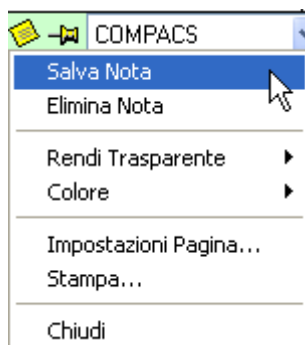 COMPACS
Salva Nota
Elimina Nota
Rendi Trasparente
Colore
Impostazioni Pagina...
Stampa...
Chiudi